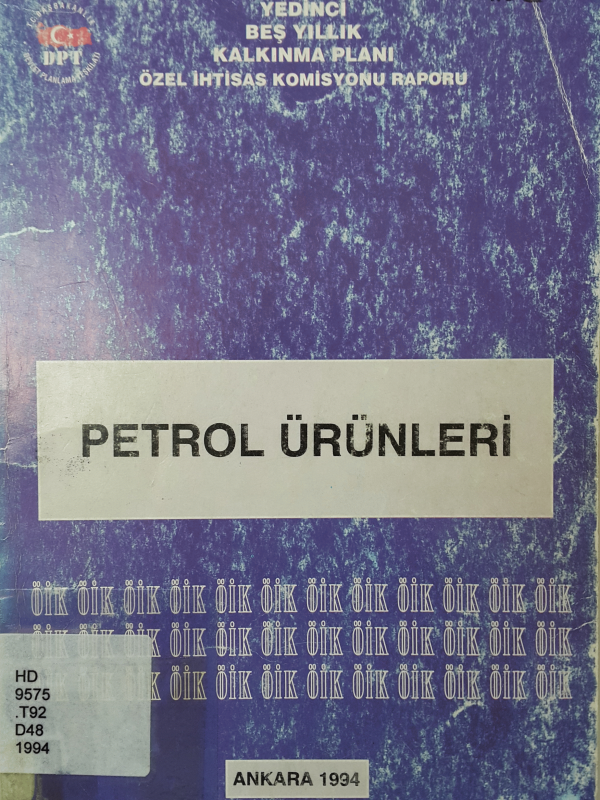 YEDİNCİ
BEŞ YILLIK
KALKINMA PLANI
ÖZEL İHTİSAS KOMİSYONU RAPORU
DPT
PLANLAMA
PETROL ÜRÜNLERİ
ÖİK ÖİK ÖİK ÖİK ÖİK ÖİK ÖİK ÖİK ÖİK ÖİK ÖİK ÖİK
ÖİK ÖİK ÖİK ÖİK ÖİK ÖİK ÖİK ÖİK ÖİK ÖİK ÖİK ÖİK
ÖİK ÖİK ÖİK ÖİK ÖİK ÖİK ÖİK ÖİK ÖİK
HD
9575
.T92
D48
1994
ANKARA 1994